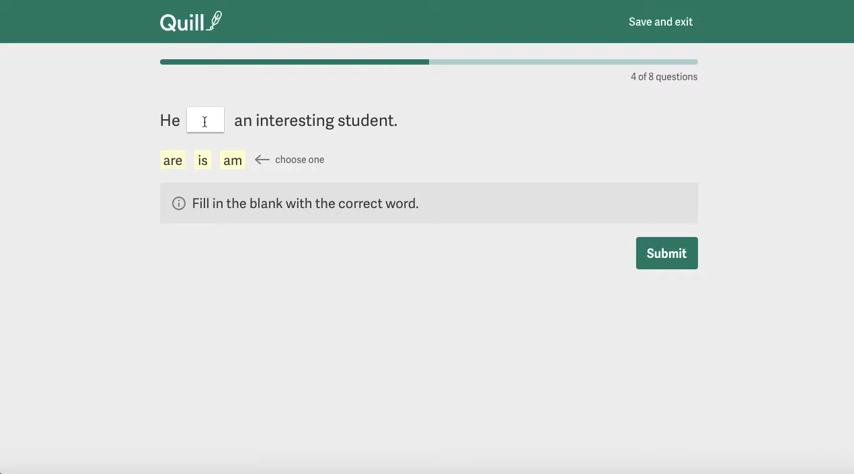 Quill
Save and exit
4 of 8 questions
He an interesting student.
are is am ← choose one
Fill in the blank with the correct word.
Submit